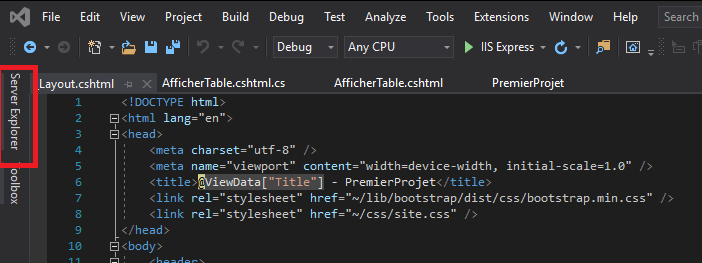 Project Build Debug Test Analyze Tools Extensions Window Help Search
Debug Any CPU IIS Express
Server Explorer
Toolbox
_Layout.cshtml AfficherTable.cshtml.cs AfficherTable.cshtml PremierProjet
1 <!DOCTYPE html>
2 <html lang="en">
3 <head>
4 <meta charset="utf-8" />
5 <meta name="viewport" content="width=device-width, initial-scale=1.0" />
6 <title>@ViewData["Title"] - PremierProjet</title>
7 <link rel="stylesheet" href="~/lib/bootstrap/dist/css/bootstrap.min.css" />
8 <link rel="stylesheet" href="~/css/site.css" />
9 </head>
10 <body>
11 <header>